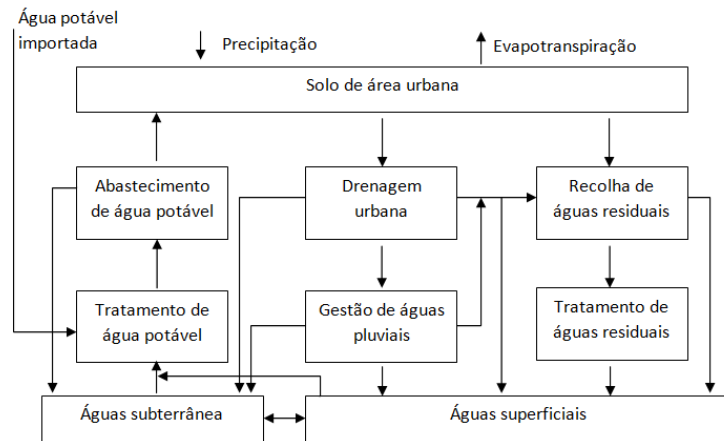 Água potável
importada
Precipitação
Evapotranspiração
Solo de área urbana
Abastecimento
de água potável
Drenagem
urbana
Recolha de
águas residuais
Tratamento de
água potável
Gestão de águas
pluviais
Tratamento de
águas residuais
Águas subterrânea
Águas superficiais